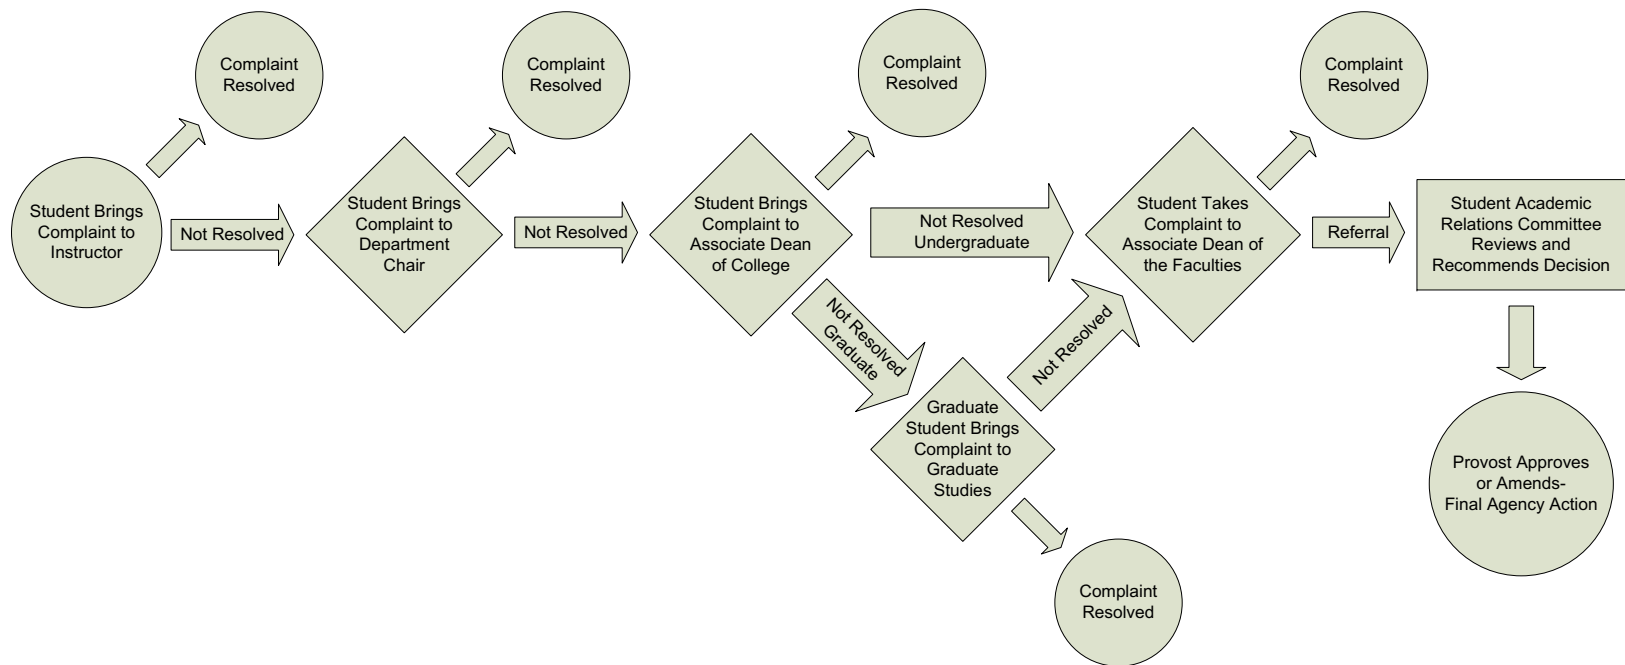 Complaint
Resolved
Complaint
Resolved
Complaint
Resolved
Complaint
Resolved
Student Brings
Complaint to
Instructor
Not Resolved
Student Brings
Complaint to
Department
Chair
Not Resolved
Student Brings
Complaint to
Associate Dean
of College
Not Resolved
Undergraduate
Student Takes
Complaint to
Associate Dean of
the Faculties
Referral
Student Academic
Relations Committee
Reviews and
Recommends Decision
Not Resolved
Graduate
Not Resolved
Graduate
Student Brings
Complaint to
Graduate
Studies
Provost Approves
or Amends-
Final Agency Action
Complaint
Resolved